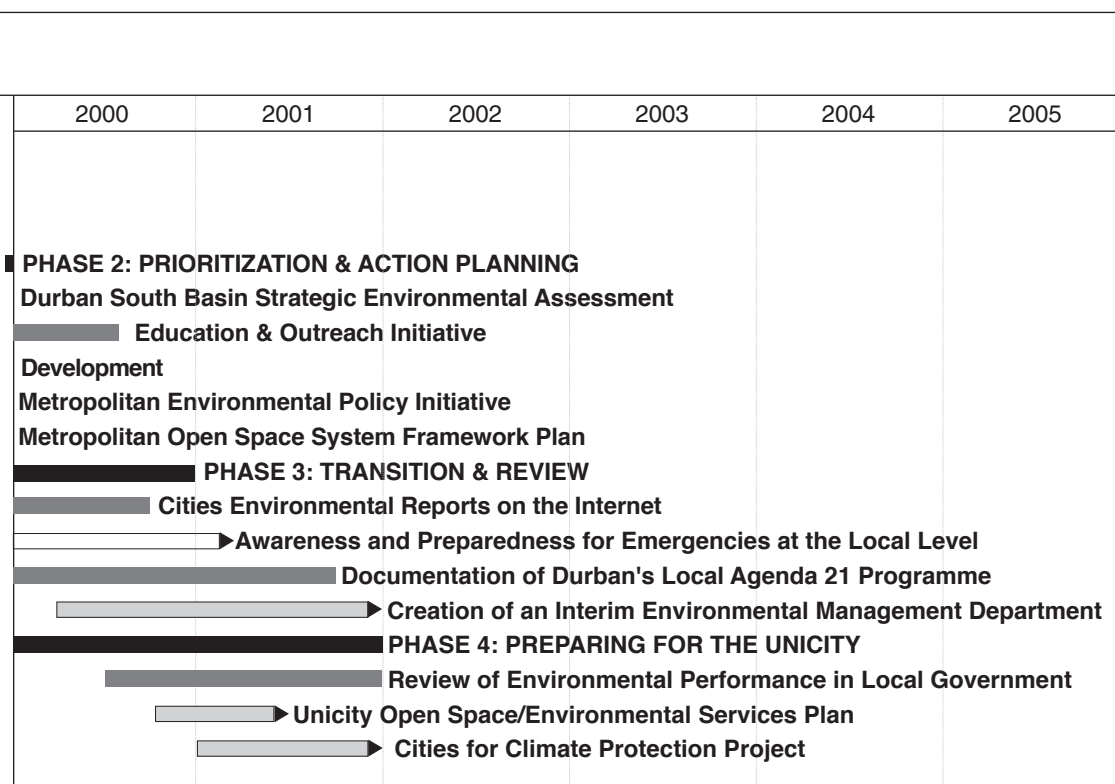 2000 2001 2002 2003 2004 2005
PHASE 2: PRIORITIZATION & ACTION PLANNING
Durban South Basin Strategic Environmental Assessment
Education & Outreach Initiative
Development
Metropolitan Environmental Policy Initiative
Metropolitan Open Space System Framework Plan
PHASE 3: TRANSITION & REVIEW
Cities Environmental Reports on the Internet
Awareness and Preparedness for Emergencies at the Local Level
Documentation of Durban's Local Agenda 21 Programme
Creation of an Interim Environmental Management Department
PHASE 4: PREPARING FOR THE UNICITY
Review of Environmental Performance in Local Government
Unicity Open Space/Environmental Services Plan
Cities for Climate Protection Project